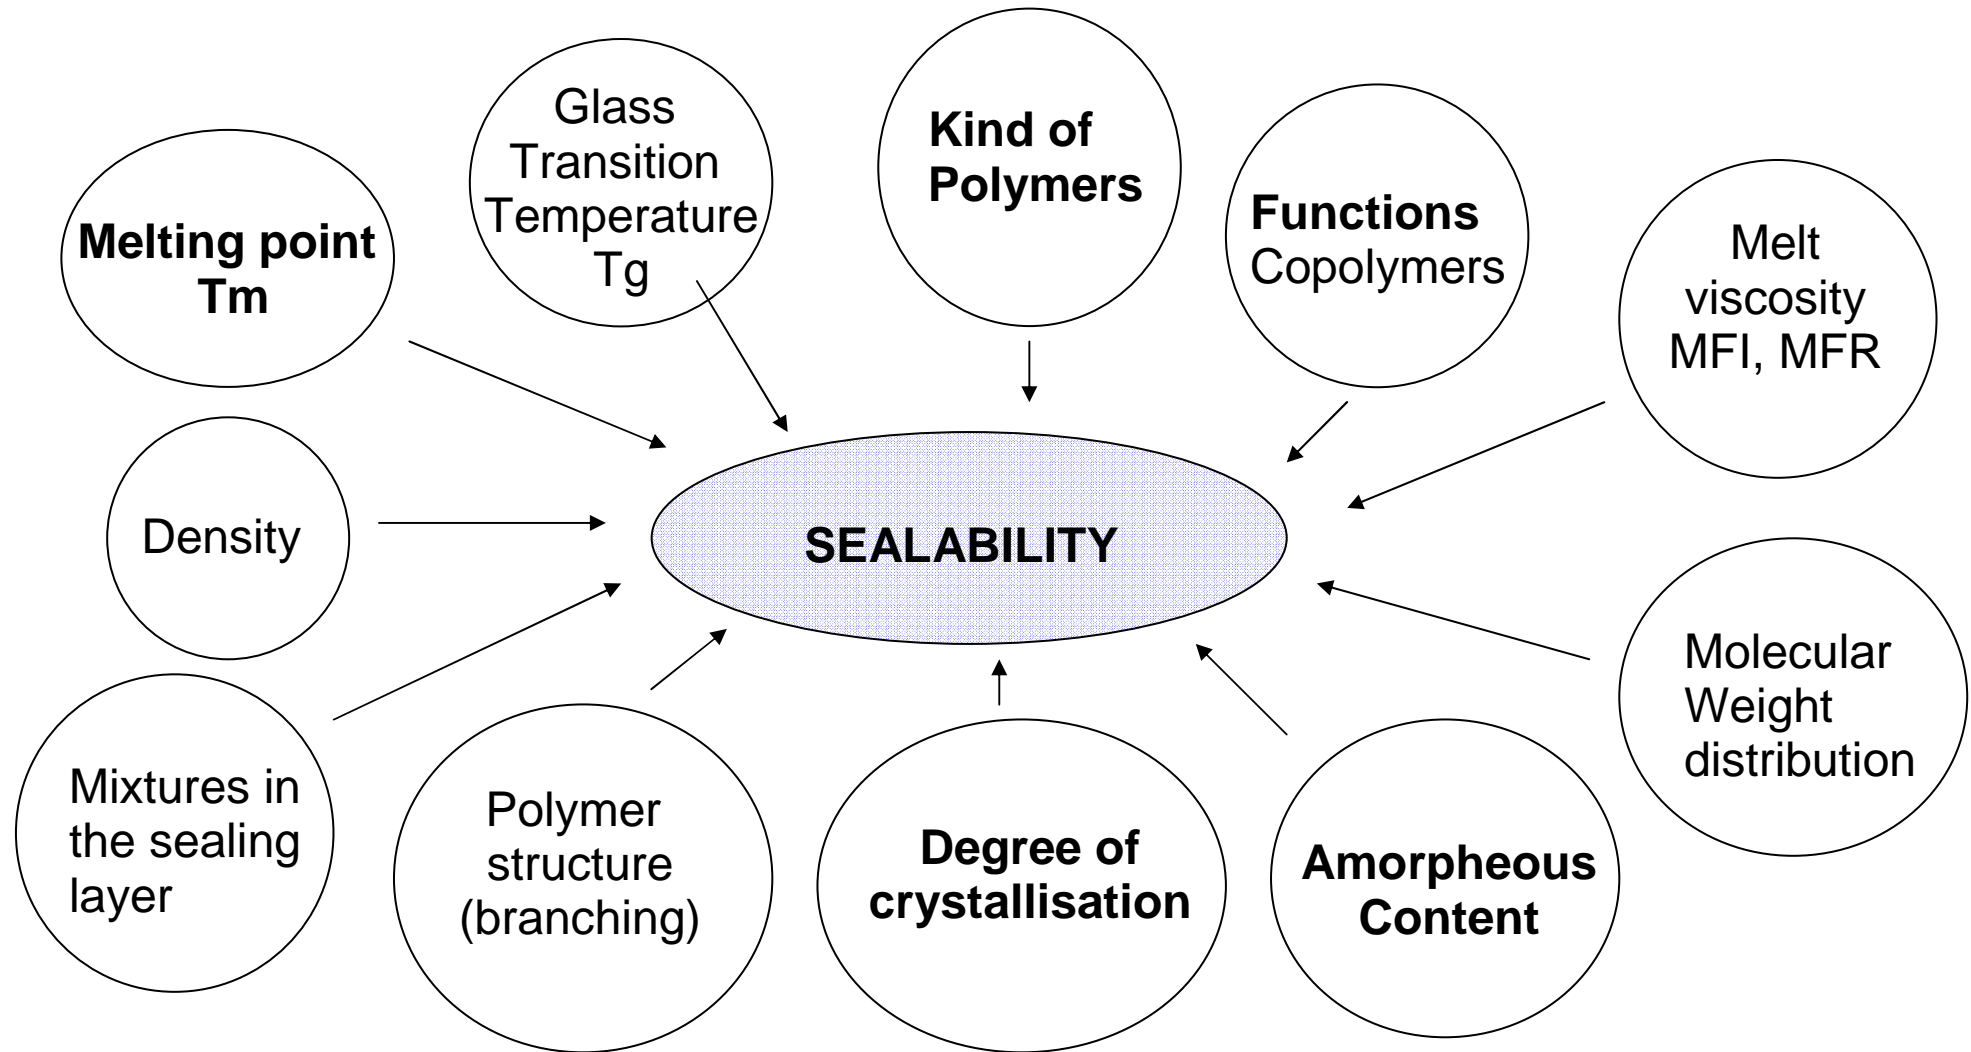 Glass
Transition
Temperature
Tg
Kind of
Polymers
Functions
Copolymers
Melting point
Tm
Melt
viscosity
MFI, MFR
Density
SEALABILITY
Molecular
Weight
distribution
Mixtures in
the sealing
layer
Polymer
structure
(branching)
Degree of
crystallisation
Amorpheous
Content